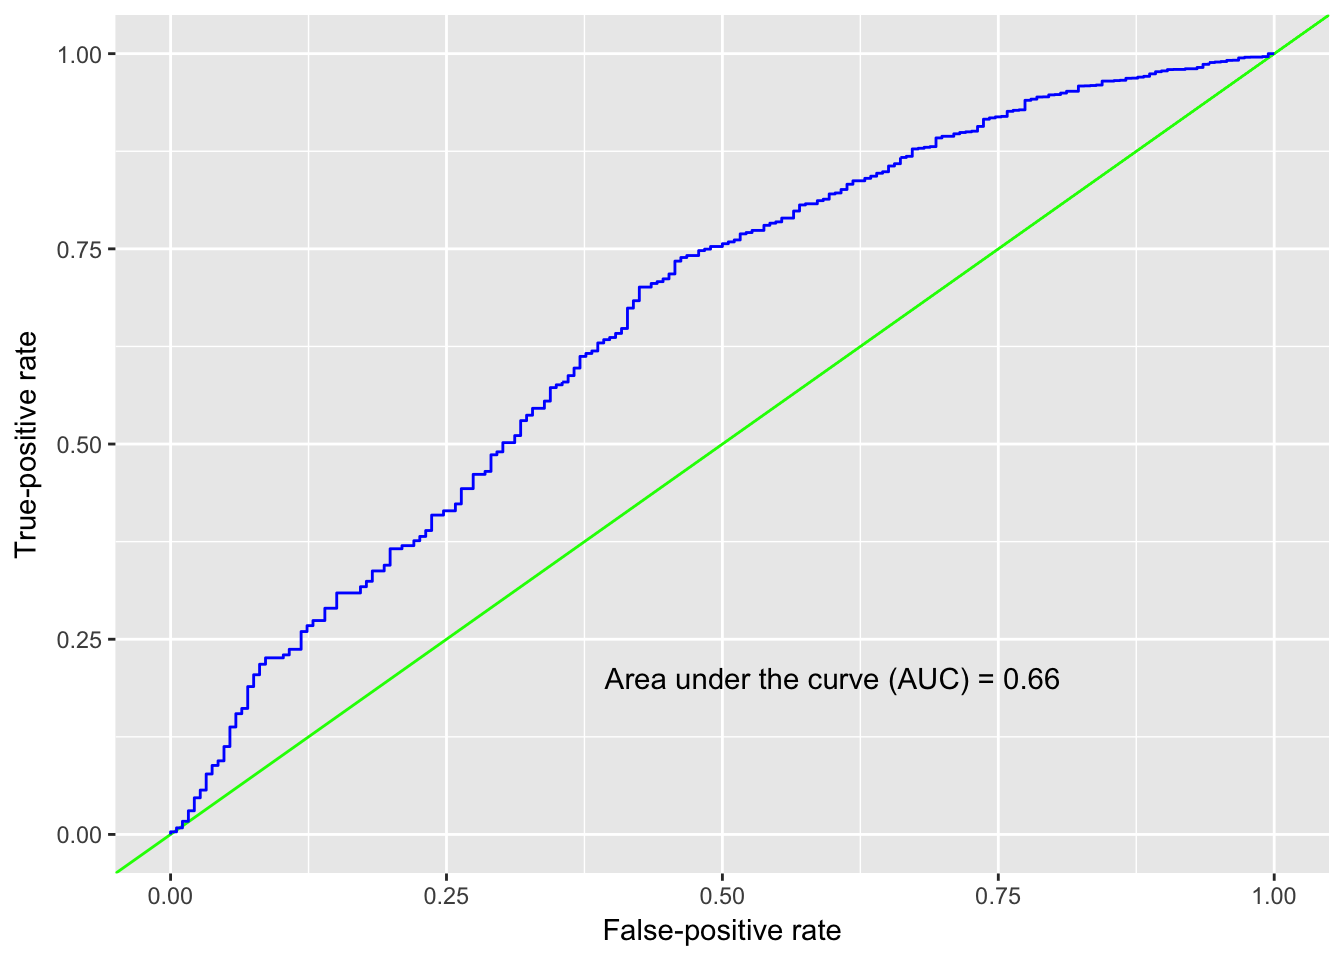 1.00
0.75
0.50
0.25
0.00
True-positive rate
Area under the curve (AUC) = 0.66
0.00 0.25 0.50 0.75 1.00
False-positive rate